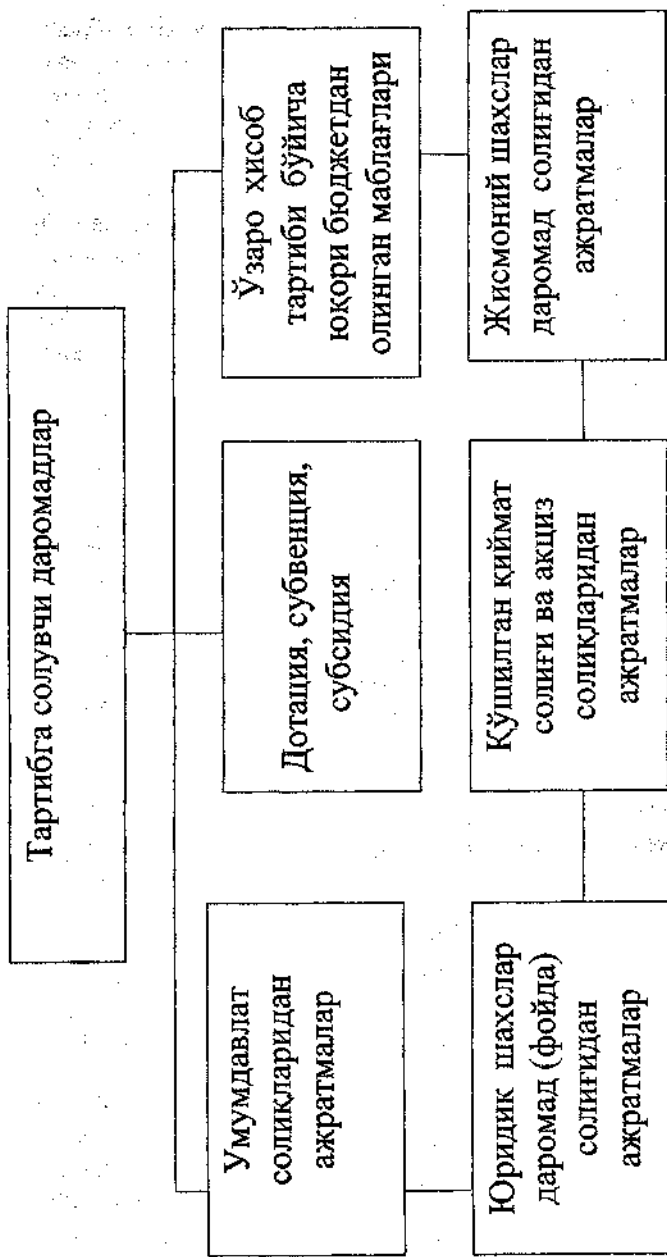 Тартибга солувчи даромадлар
Умумдавлат
солиқларидан
ажратмалар
Дотация, субвенция,
субсидия
Ўзаро ҳисоб
тартиби бўйича
юқори бюджетдан
олинган маблағлари
Юридик шахслар
даромад (фойда)
солиғидан
ажратмалар
Қўшилган қиймат
солиғи ва акциз
солиқларидан
ажратмалар
Жисмоний шахслар
даромад солиғидан
ажратмалар